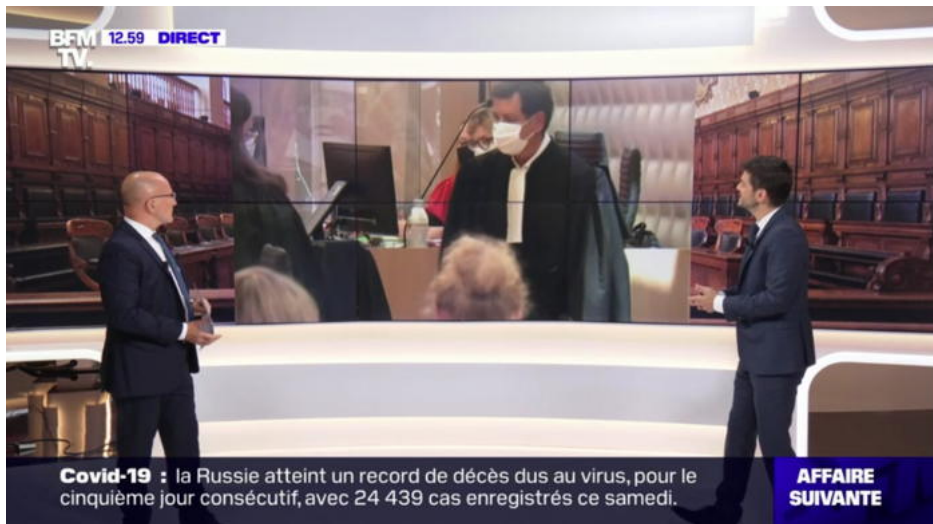 BFM 12.59 DIRECT
TV.
Covid-19 : la Russie atteint un record de décès dus au virus, pour le
cinquième jour consécutif, avec 24 439 cas enregistrés ce samedi.
AFFAIRE
SUIVANTE